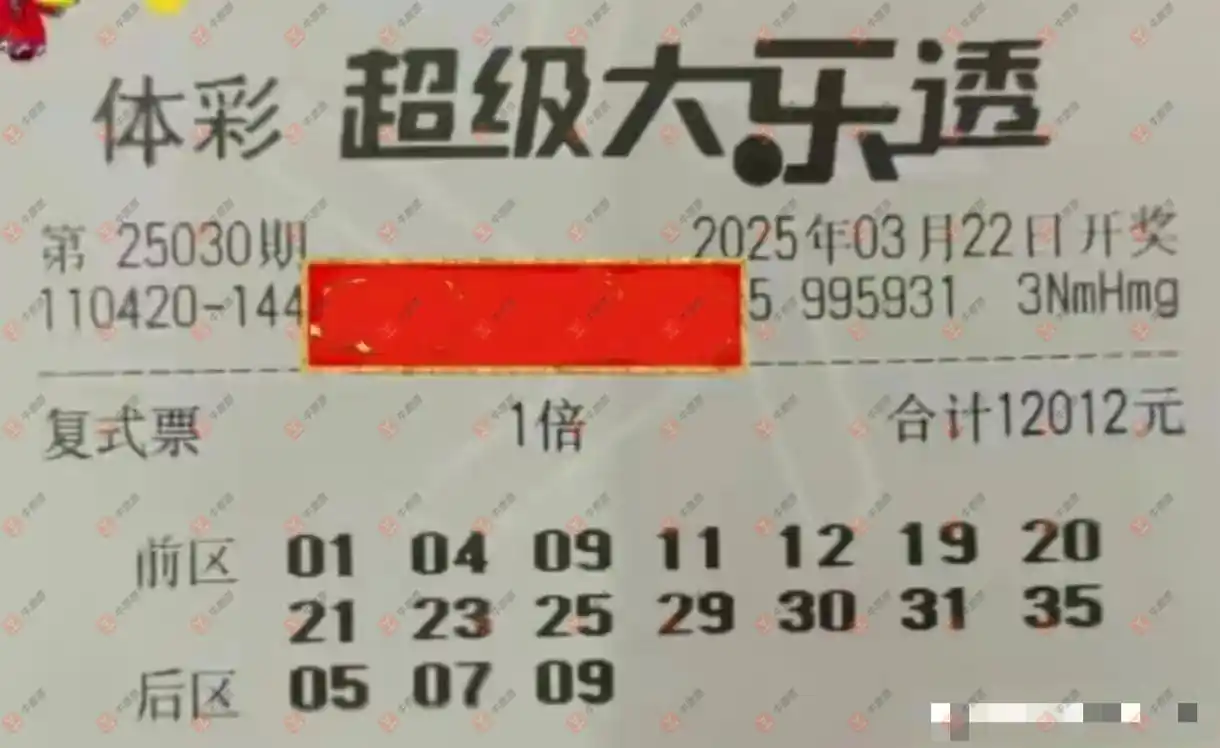 体彩 超级大乐透
第 25030期 2025年03月22日开奖
110420-144 5 995931 3NmHmg
复式票 1倍 合计12012元
前区 01 04 09 11 12 19 20
21 23 25 29 30 31 35
后区 05 07 09